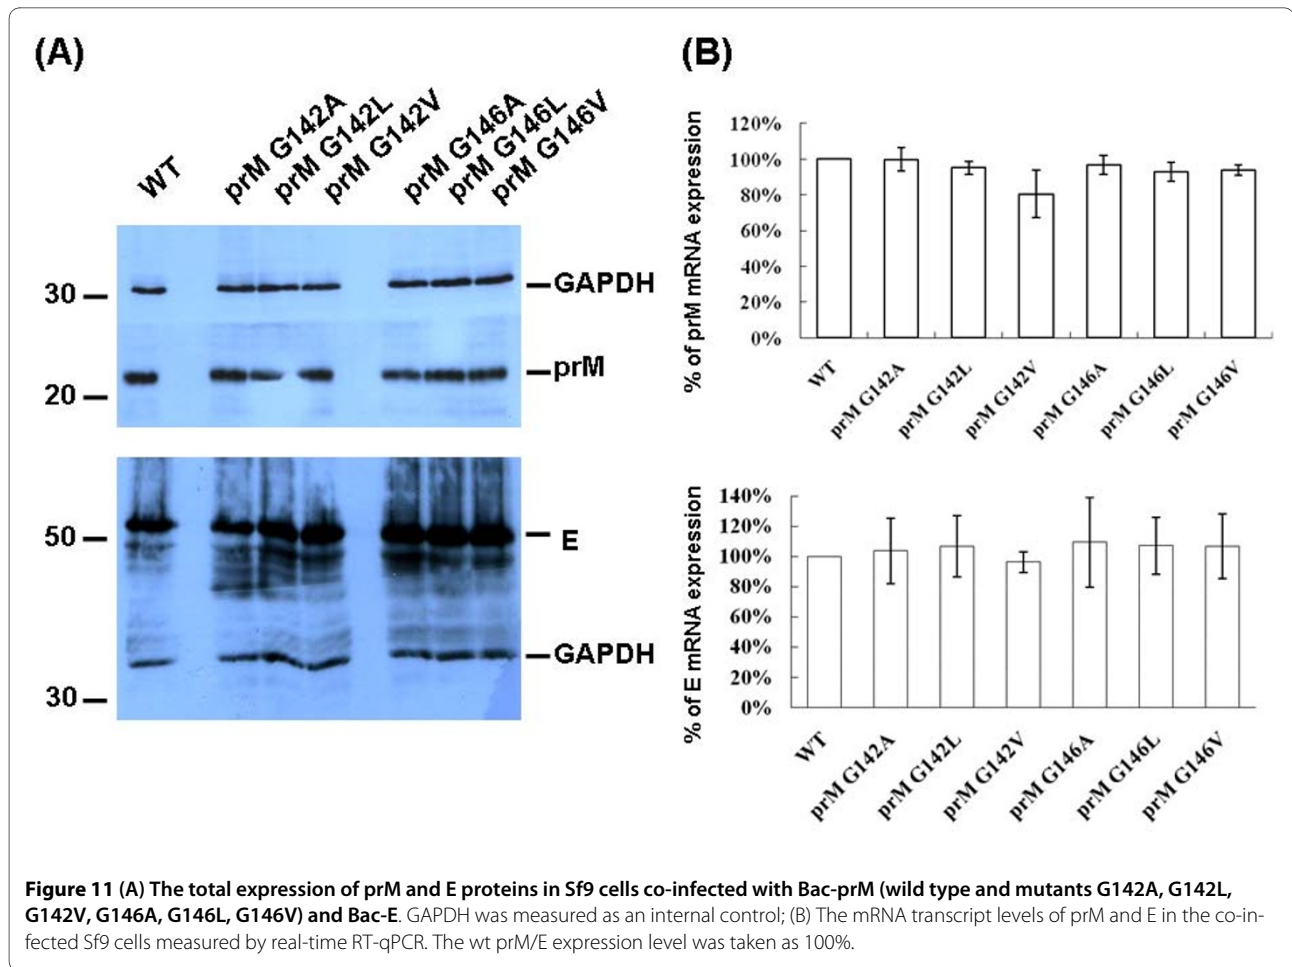 (A)
WT
prM G142A
prM G142L
prM G142V
prM G146A
prM G146L
prM G146V
30
GAPDH
prM
20
50
E
GAPDH
30
(B)
% of prM mRNA expression
120%
100%
80%
60%
40%
20%
0%
WT
prM G142A
prM G142L
prM G142V
prM G146A
prM G146L
prM G146V
% of E mRNA expression
140%
120%
100%
80%
60%
40%
20%
0%
WT
prM G142A
prM G142L
prM G142V
prM G146A
prM G146L
prM G146V
Figure 11 (A) The total expression of prM and E proteins in Sf9 cells co-infected with Bac-prM (wild type and mutants G142A, G142L,
G142V, G146A, G146L, G146V) and Bac-E. GAPDH was measured as an internal control; (B) The mRNA transcript levels of prM and E in the co-in-
fected Sf9 cells measured by real-time RT-qPCR. The wt prM/E expression level was taken as 100%.